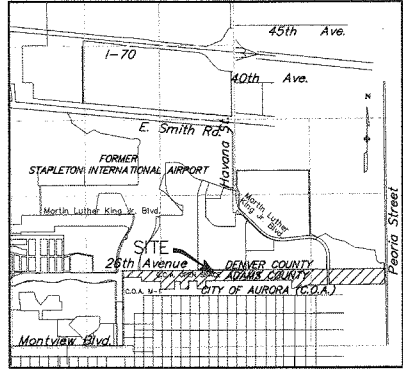 45th Ave.
I-70
40th Ave.
N
E. Smith Rd.
Havana St.
FORMER
STAPLETON INTERNATIONAL AIRPORT
Martin Luther King Jr. Blvd.
Martin Luther
King Jr. Blvd.
Peoria Street
SITE
26th Avenue
DENVER COUNTY
ADAMS COUNTY
C.O.A.
CITY OF AURORA (C.O.A.)
Montview Blvd.